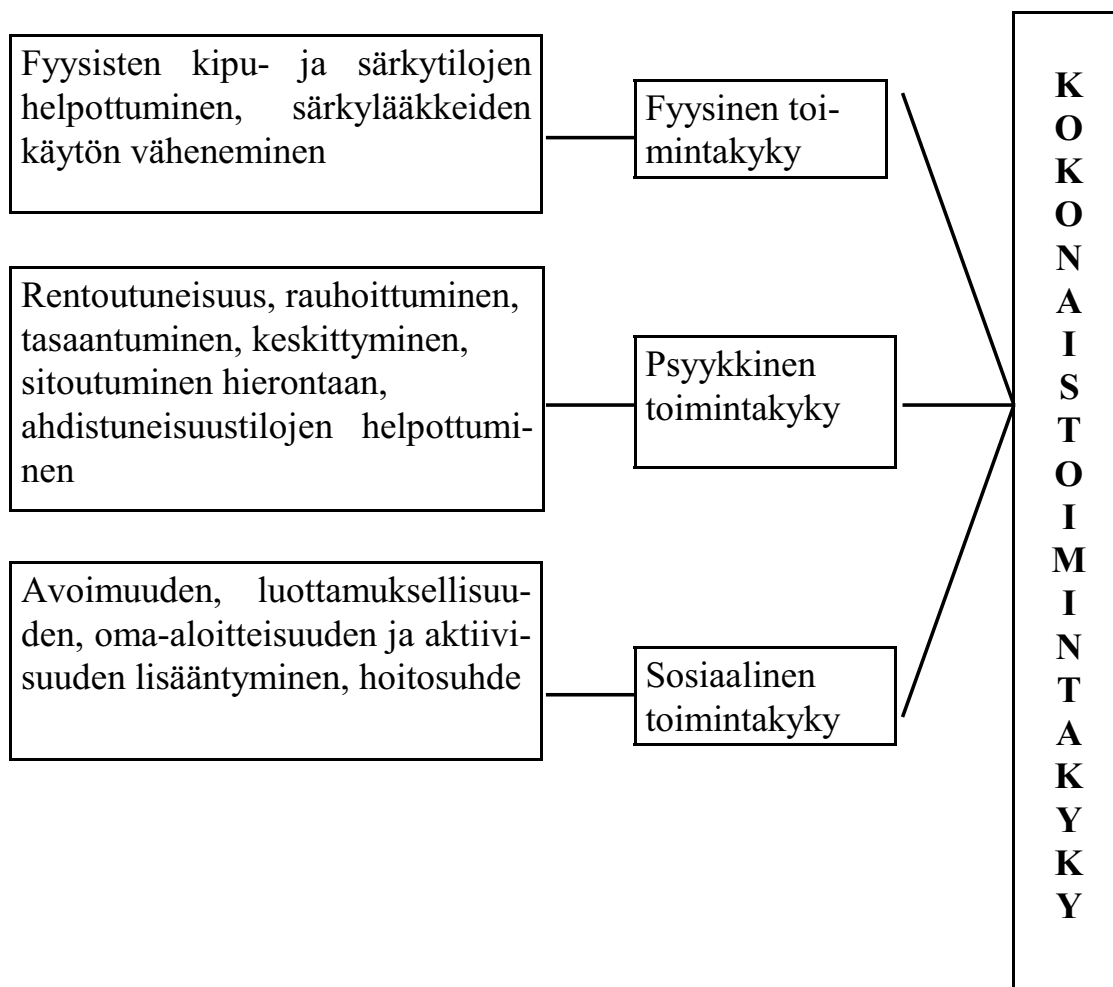 Fyysisten kipu- ja särkytilojen
helpottuminen, särkylääkkeiden
käytön väheneminen
Fyysinen toi-
mintakyky
Rentoutuneisuus, rauhoittuminen,
tasaantuminen, keskittyminen,
sitoutuminen hierontaan,
ahdistuneisuustilojen helpottumi-
nen
Psyykkinen
toimintakyky
Avoimuuden, luottamuksellisuu-
den, oma-aloitteisuuden ja aktiivi-
suuden lisääntyminen, hoitosuhde
Sosiaalinen
toimintakyky
K
O
K
O
N
A
I
S
T
O
I
M
I
N
T
A
K
Y
K
Y